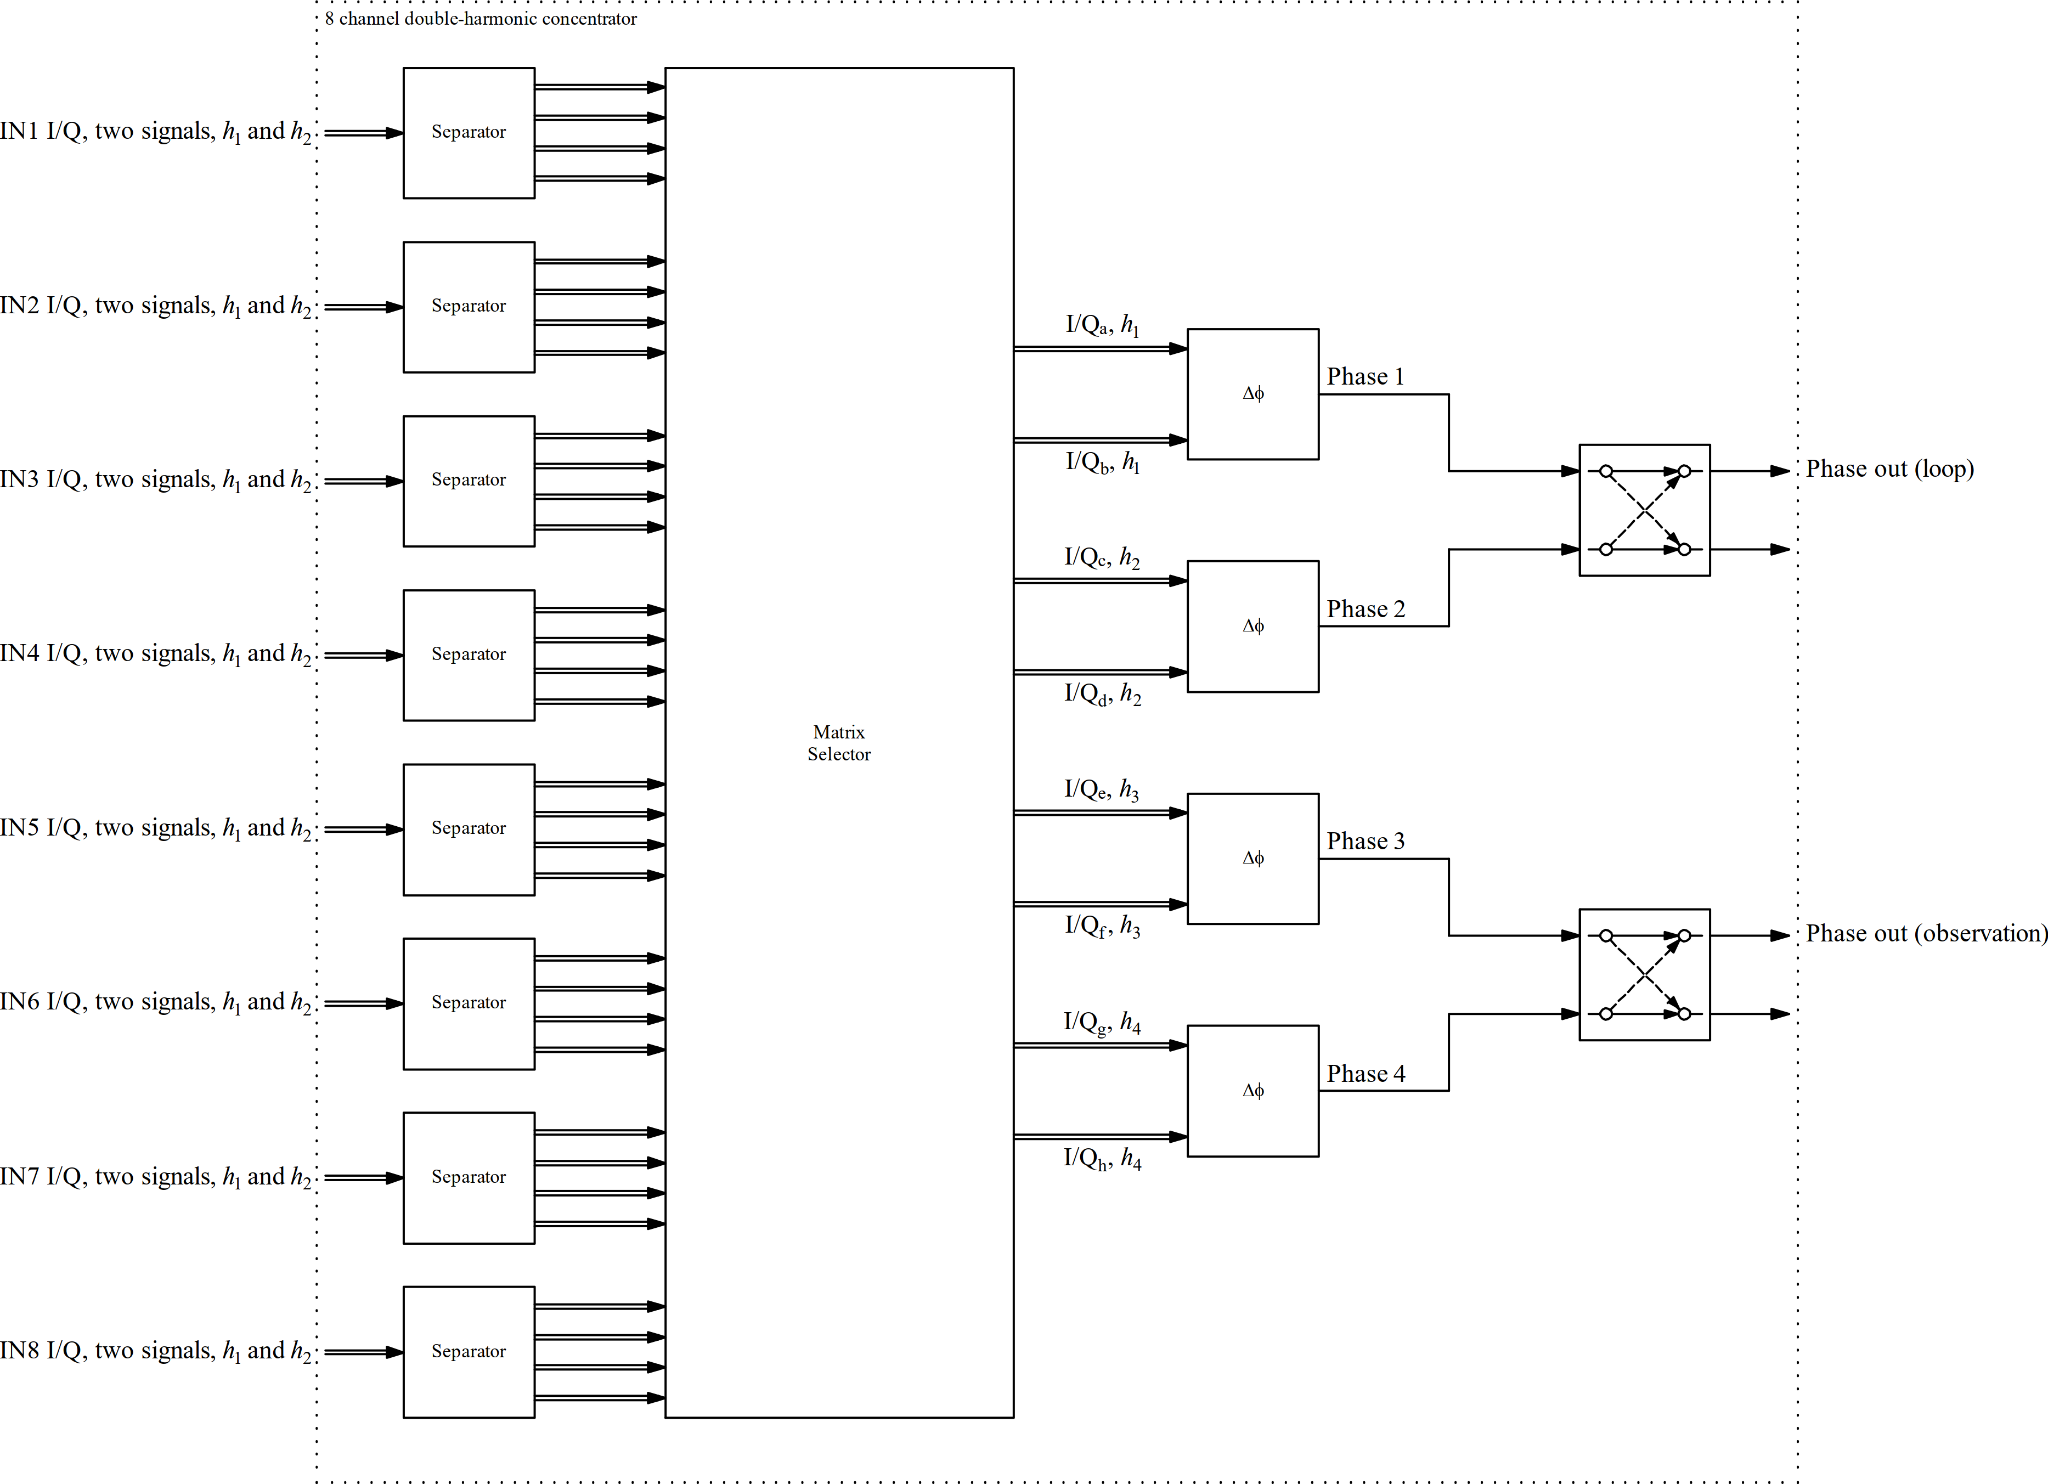 8 channel double-harmonic concentrator
IN1 I/Q, two signals, h1 and h2
Separator
IN2 I/Q, two signals, h1 and h2
Separator
IN3 I/Q, two signals, h1 and h2
Separator
IN4 I/Q, two signals, h1 and h2
Separator
IN5 I/Q, two signals, h1 and h2
Separator
IN6 I/Q, two signals, h1 and h2
Separator
IN7 I/Q, two signals, h1 and h2
Separator
IN8 I/Q, two signals, h1 and h2
Separator
Matrix
Selector
I/Qa, h1
I/Qb, h1
Δϕ
Phase 1
I/Qc, h2
I/Qd, h2
Δϕ
Phase 2
I/Qe, h3
I/Qf, h3
Δϕ
Phase 3
I/Qg, h4
I/Qh, h4
Δϕ
Phase 4
Phase out (loop)
Phase out (observation)